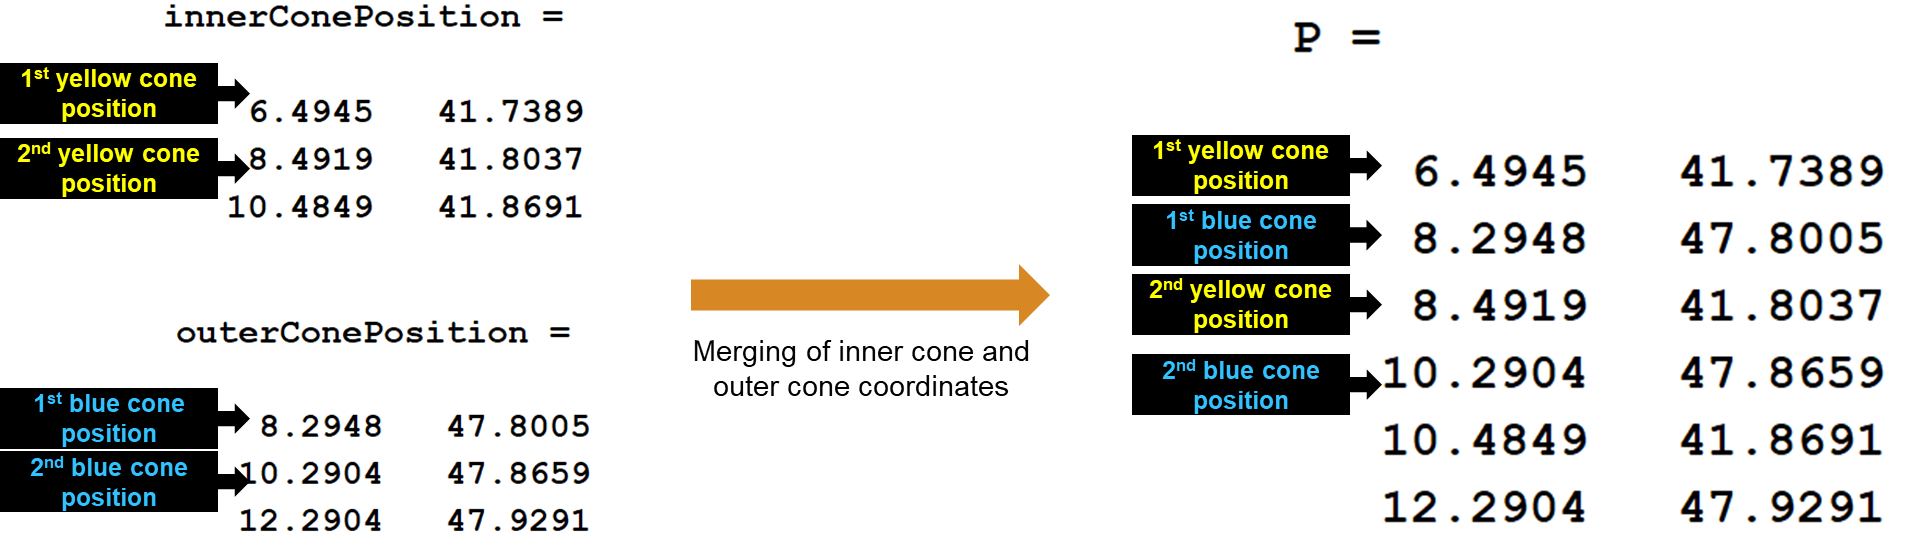 innerConePosition =
1st yellow cone
position
6.4945 41.7389
2nd yellow cone
position
8.4919 41.8037
10.4849 41.8691
outerConePosition =
1st blue cone
position
8.2948 47.8005
2nd blue cone
position
10.2904 47.8659
12.2904 47.9291
Merging of inner cone and
outer cone coordinates
P =
1st yellow cone
position
6.4945 41.7389
1st blue cone
position
8.2948 47.8005
2nd yellow cone
position
8.4919 41.8037
2nd blue cone
position
10.2904 47.8659
10.4849 41.8691
12.2904 47.9291